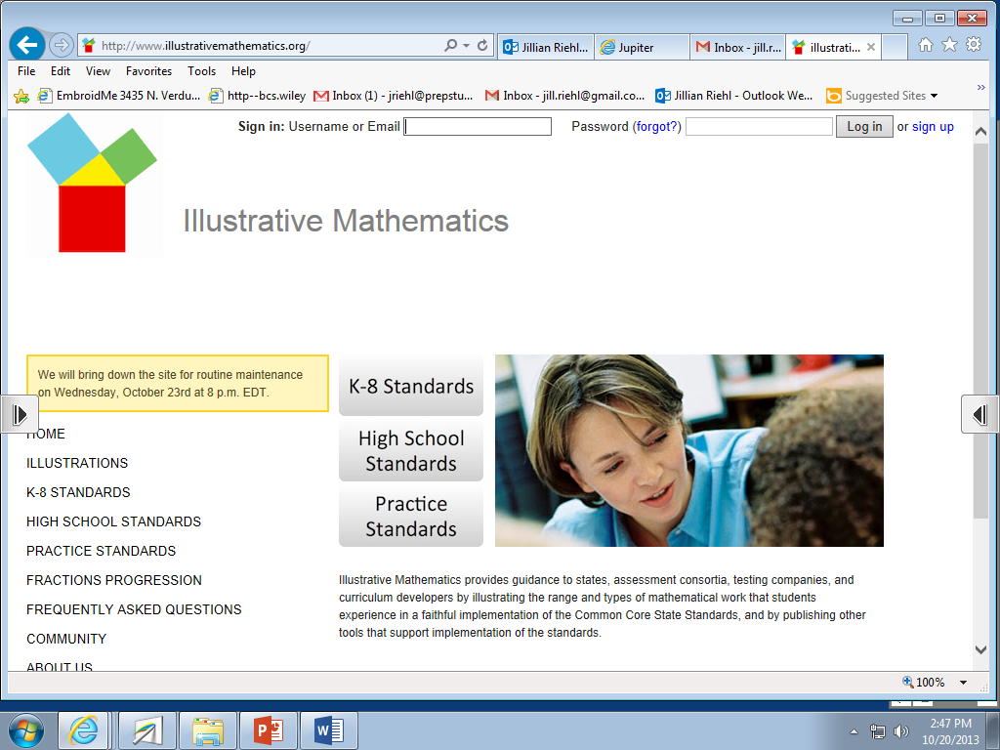 http://www.illustrativemathematics.org/
Jillian Riehl...
Jupiter
Inbox - jill.r...
illustrati...
File Edit View Favorites Tools Help
EmbroidMe 3435 N. Verdu... http--bcs.wiley Inbox (1) - jriehl@prepstu... Inbox - jill.riehl@gmail.co... Jillian Riehl - Outlook We... Suggested Sites
Sign in: Username or Email Password (forgot?) Log in or sign up
Illustrative Mathematics
We will bring down the site for routine maintenance
on Wednesday, October 23rd at 8 p.m. EDT.
HOME
ILLUSTRATIONS
K-8 STANDARDS
HIGH SCHOOL STANDARDS
PRACTICE STANDARDS
FRACTIONS PROGRESSION
FREQUENTLY ASKED QUESTIONS
COMMUNITY
ABOUT US
K-8 Standards
High School
Standards
Practice
Standards
Illustrative Mathematics provides guidance to states, assessment consortia, testing companies, and
curriculum developers by illustrating the range and types of mathematical work that students
experience in a faithful implementation of the Common Core State Standards, and by publishing other
tools that support implementation of the standards.
100%
2:47 PM
10/20/2013